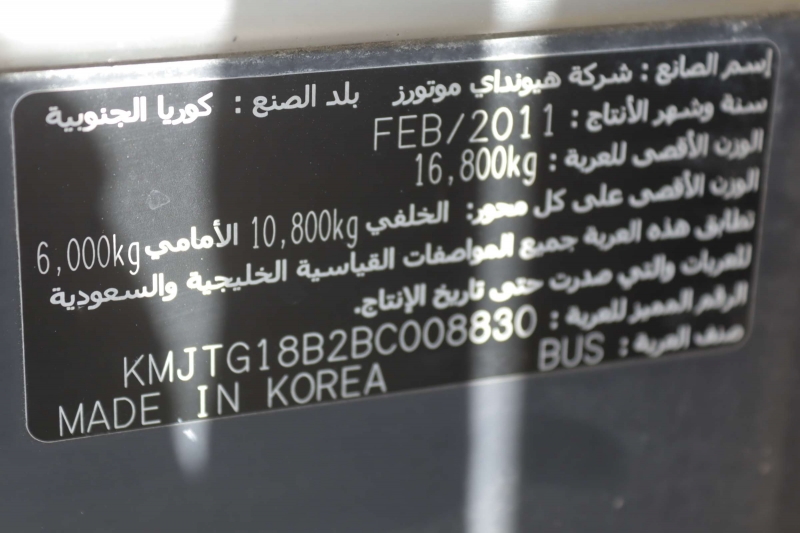 إسم الصانع : شركة هيونداي موتورز بلد الصنع : كوريا الجنوبية
سنة وشهر الأنتاج : FEB/2011
الوزن الأقصى للعربة : 16,800kg
الوزن الأقصى على كل محور: الخلفي 10,800kg الأمامي 6,000kg
تطابق هذه العربة جميع المواصفات القياسية الخليجية والسعودية
للعربات والتي صدرت حتى تاريخ الإنتاج.
الرقم المميز للعربة : KMJTG18B2BC008830
صنف العربة : BUS MADE IN KOREA